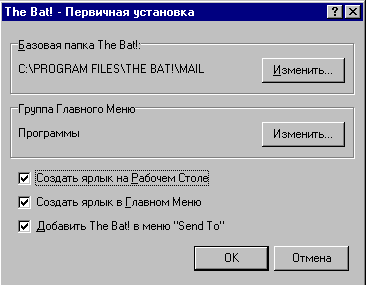 The Bat! - Первичная установка
Базовая папка The Bat!:
C:\PROGRAM FILES\THE BAT!\MAIL
Изменить...
Группа Главного Меню
Программы
Изменить...
Создать ярлык на Рабочем Столе
Создать ярлык в Главном Меню
Добавить The Bat! в меню "Send To"
OK
Отмена